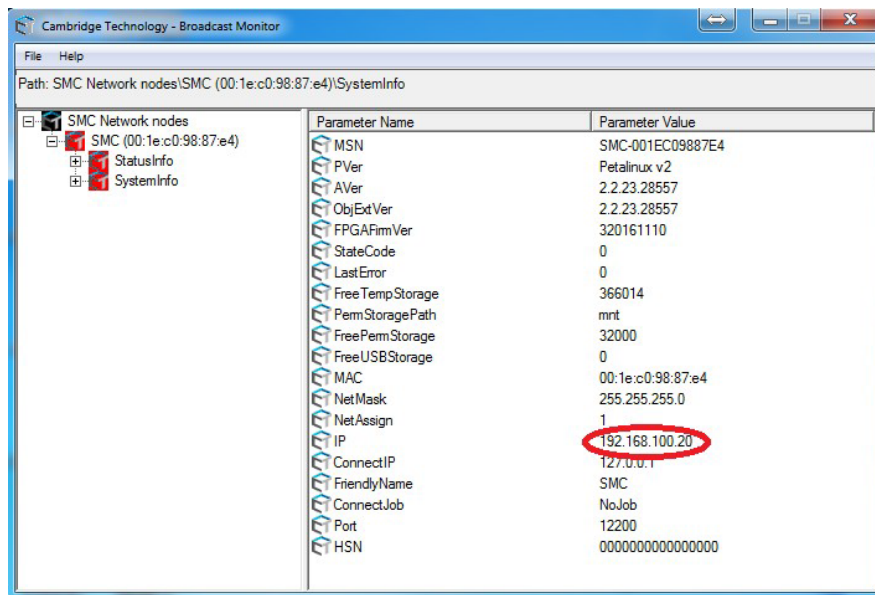 Cambridge Technology - Broadcast Monitor
File Help
Path: SMC Network nodes\SMC (00:1e:c0:98:87:e4)\SystemInfo
SMC Network nodes
SMC (00:1e:c0:98:87:e4)
StatusInfo
SystemInfo
Parameter Name Parameter Value
MSN SMC-001EC09887E4
PVer Petalinux v2
AVer 2.2.23.28557
ObjExtVer 2.2.23.28557
FPGAFirmVer 320161110
StateCode 0
LastError 0
FreeTempStorage 366014
PermStoragePath mnt
FreePermStorage 32000
FreeUSBStorage 0
MAC 00:1e:c0:98:87:e4
NetMask 255.255.255.0
NetAssign 1
IP 192.168.100.20
ConnectIP 127.0.0.1
FriendlyName SMC
ConnectJob NoJob
Port 12200
HSN 0000000000000000